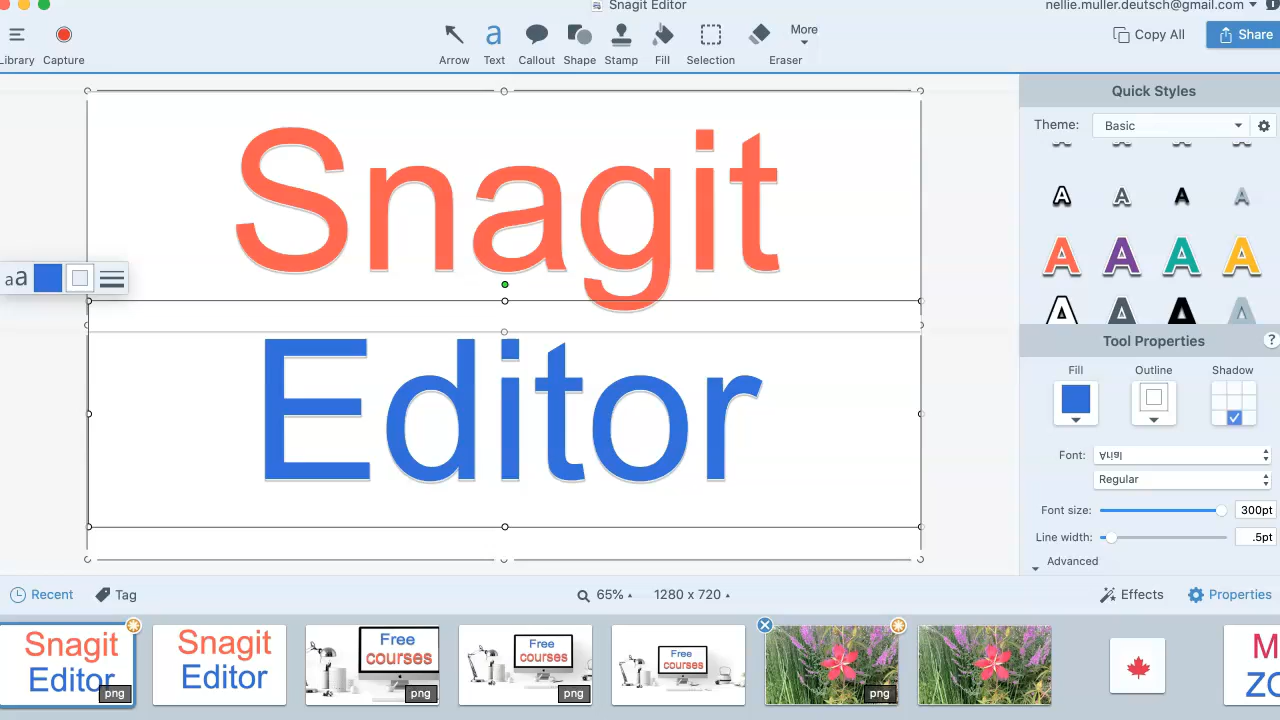 Snagit Editor
nellie.muller.deutsch@gmail.com
Library
Capture
Arrow
a
Text
Callout
Shape
Stamp
Fill
Selection
Eraser
More
Copy All
Share
Snagit
Editor
aa
Quick Styles
Theme: Basic
A A A A
A A A A
A A A A
Tool Properties ?
Fill Outline Shadow
Font: Arial
Regular
Font size: 300pt
Line width: .5pt
Advanced
Recent
Tag
65%
1280 x 720
Effects
Properties
Snagit
Editor
png
Snagit
Editor
Free
courses
png
Free
courses
png
Free
courses
png
M
ZO